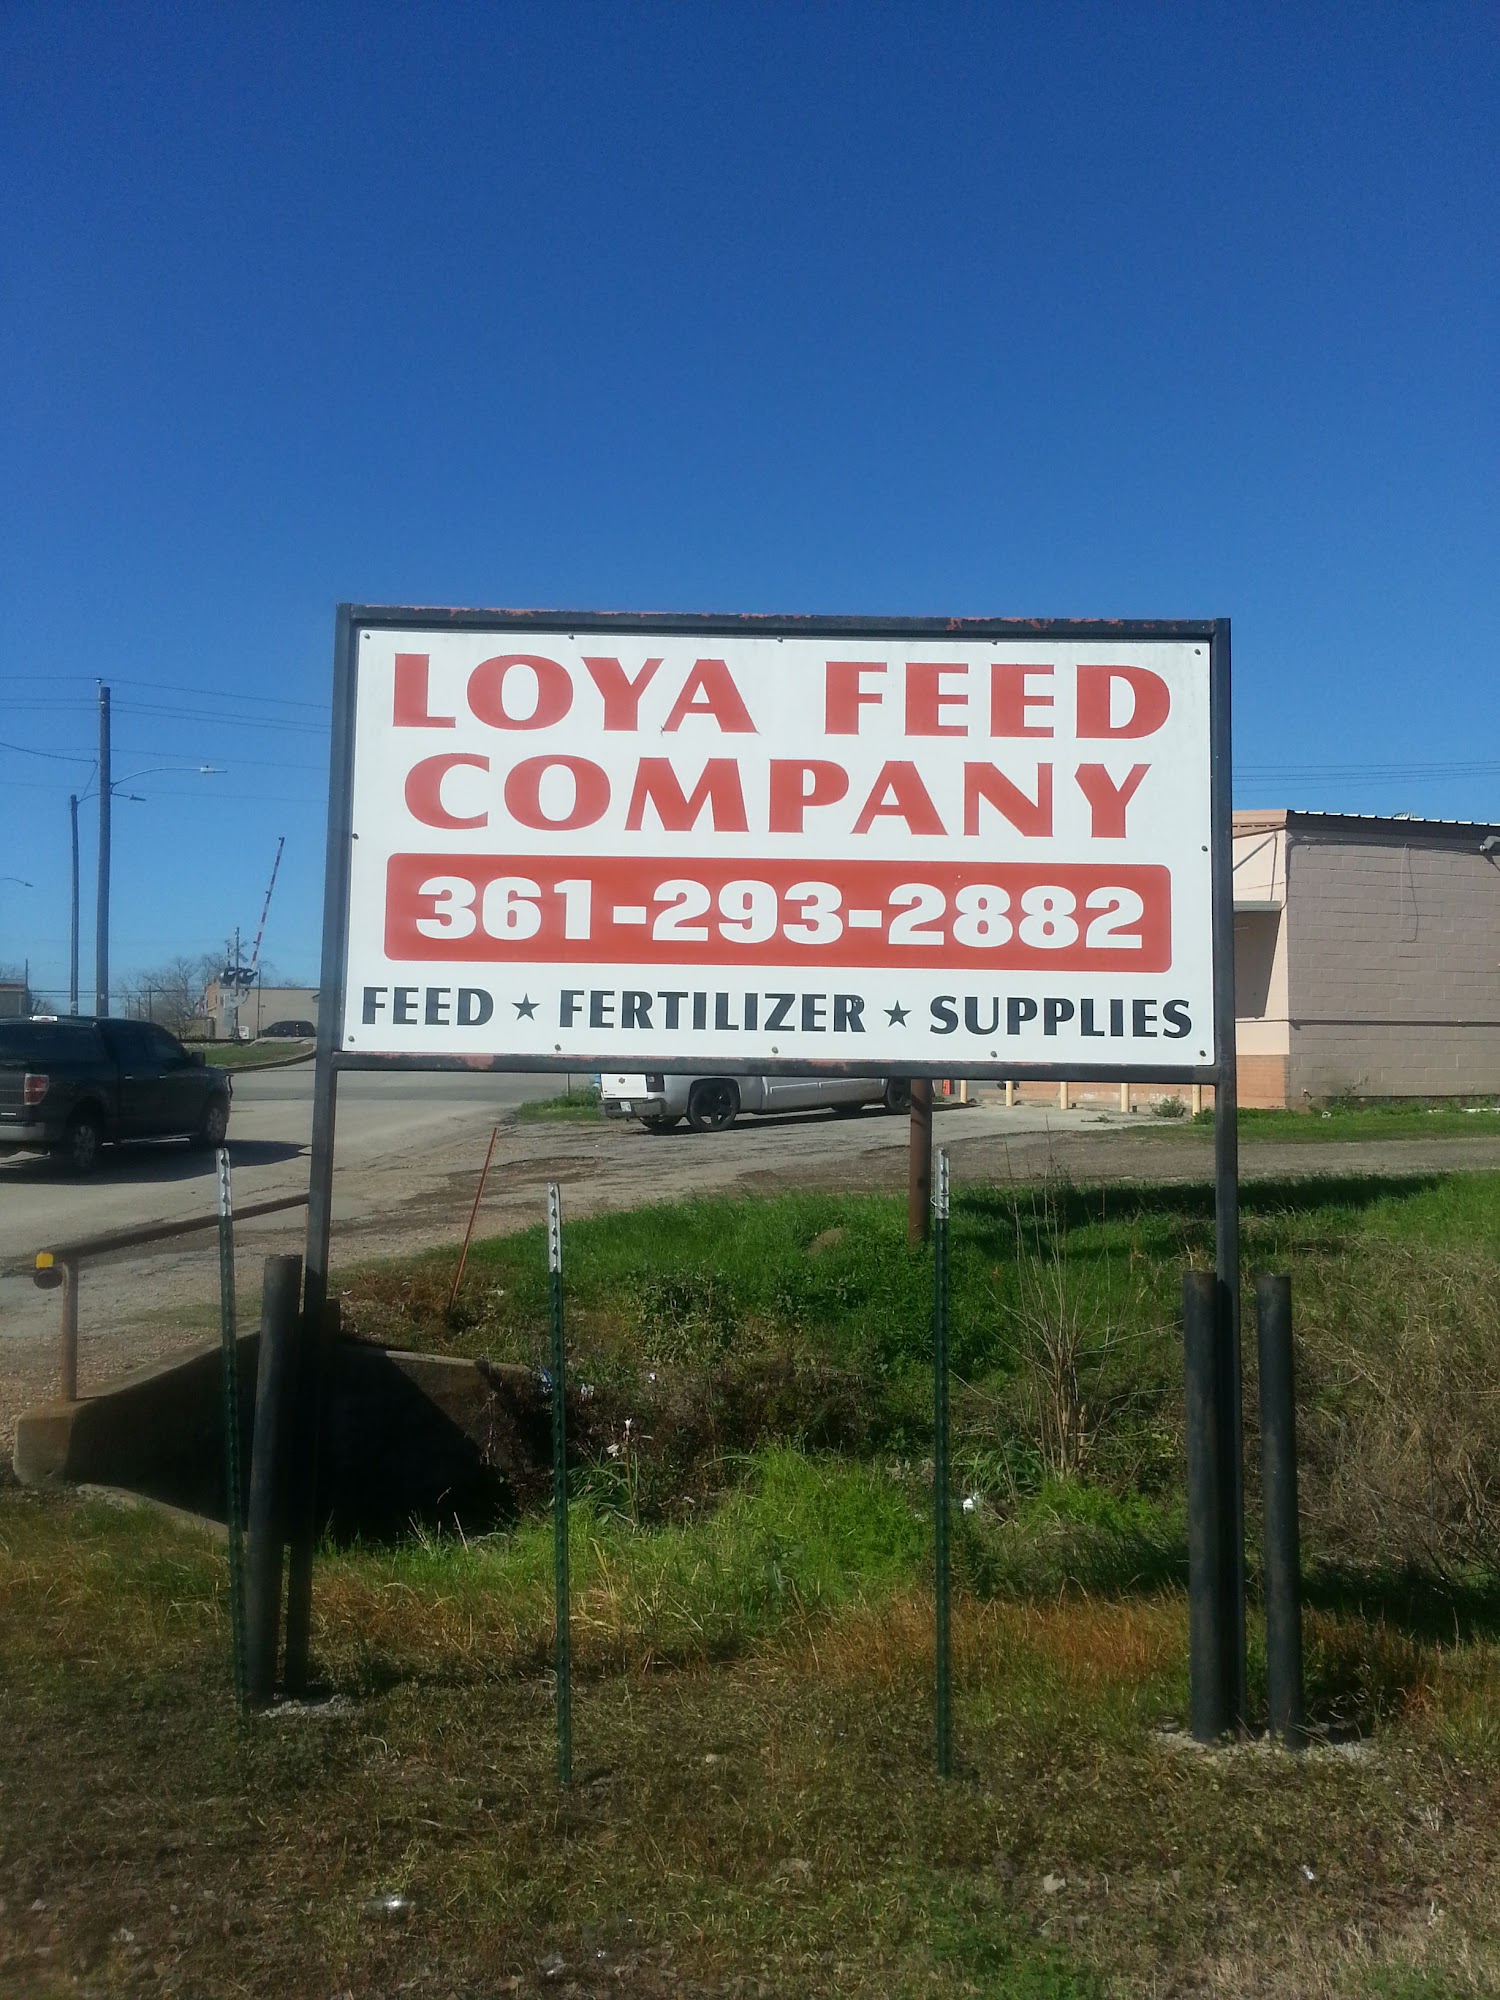 LOYA FEED
COMPANY
361-293-2882
FEED ★ FERTILIZER ★ SUPPLIES